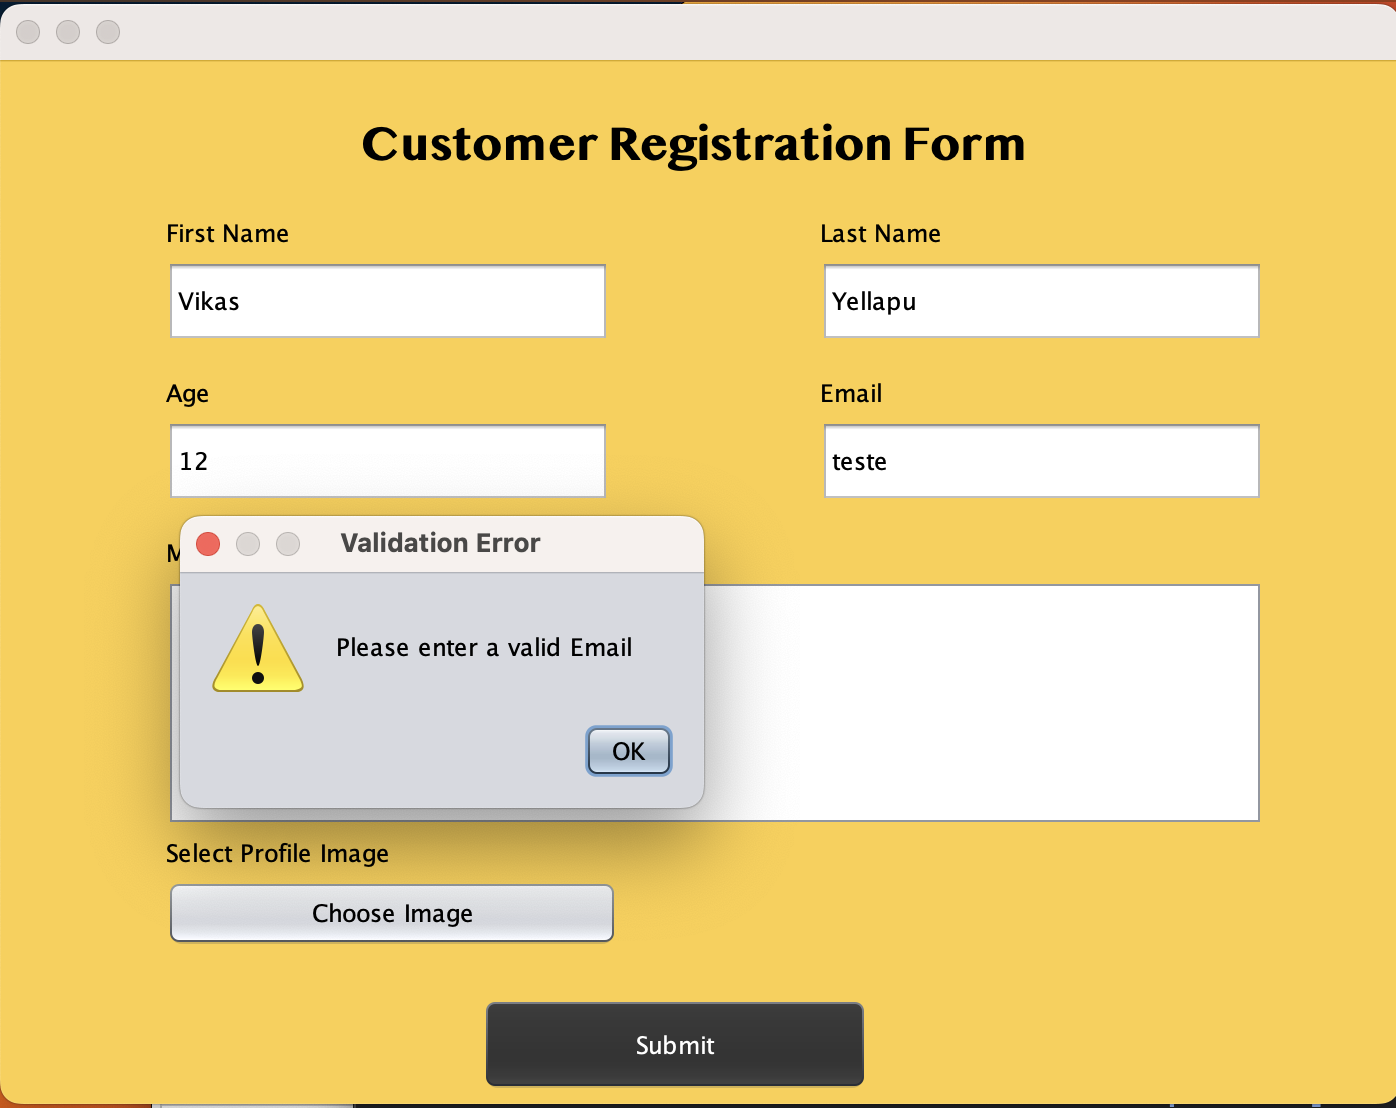 Customer Registration Form
First Name
Last Name
Vikas
Yellapu
Age
Email
12
teste
Validation Error
Please enter a valid Email
OK
Select Profile Image
Choose Image
Submit